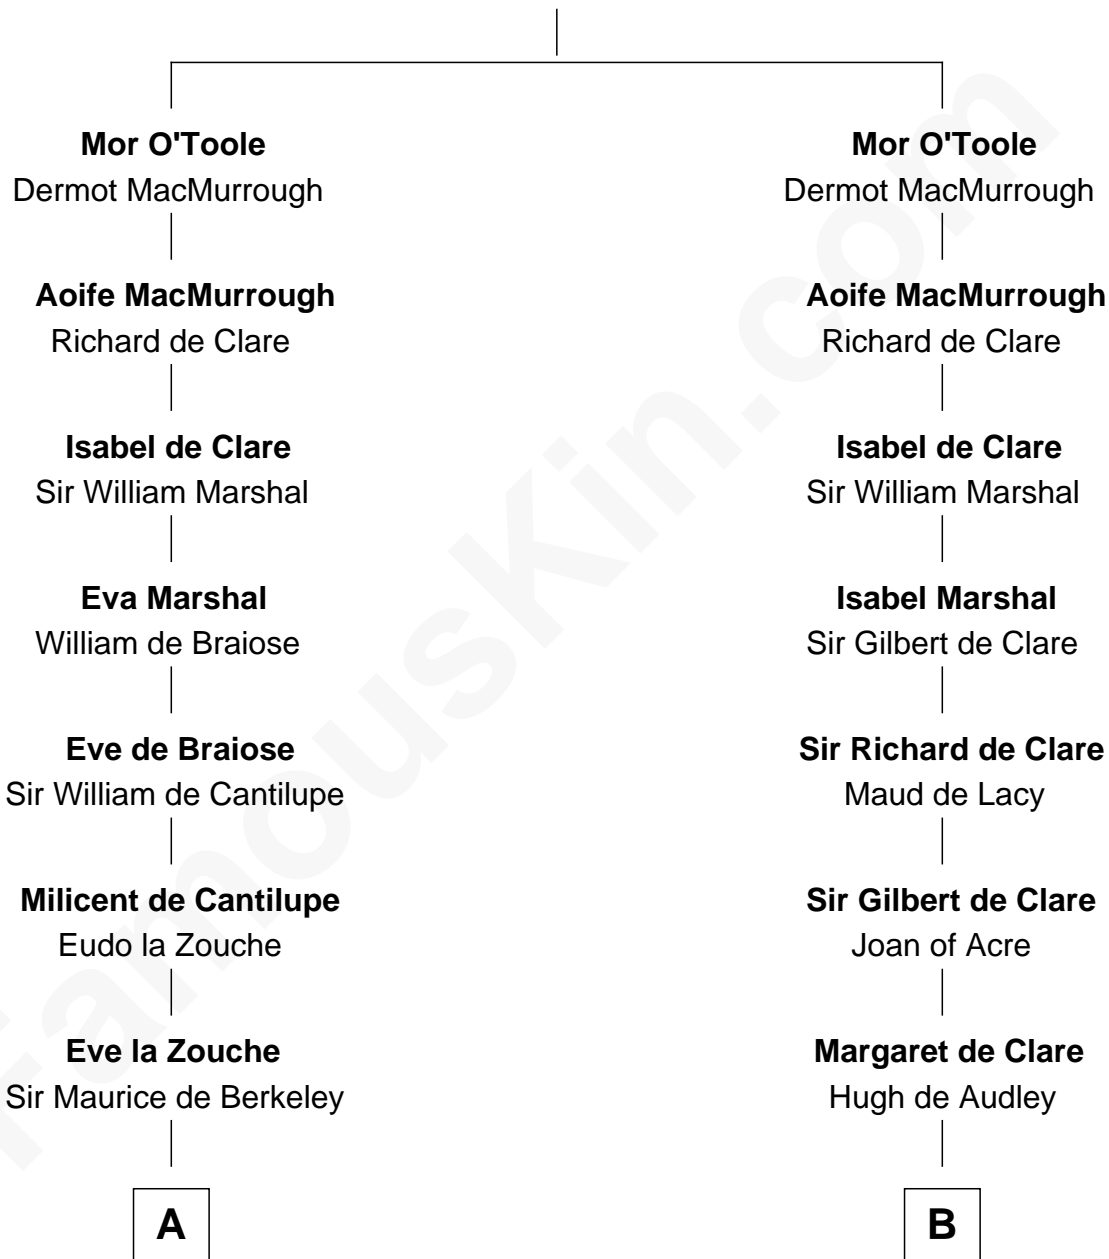 Mor O'Toole
Dermot MacMurrough
Aoife MacMurrough
Richard de Clare
Isabel de Clare
Sir William Marshal
Eva Marshal
William de Braiose
Eve de Braiose
Sir William de Cantilupe
Milicent de Cantilupe
Eudo la Zouche
Eve la Zouche
Sir Maurice de Berkeley
A
Mor O'Toole
Dermot MacMurrough
Aoife MacMurrough
Richard de Clare
Isabel de Clare
Sir William Marshal
Isabel Marshal
Sir Gilbert de Clare
Sir Richard de Clare
Maud de Lacy
Sir Gilbert de Clare
Joan of Acre
Margaret de Clare
Hugh de Audley
B
FamousKin.com